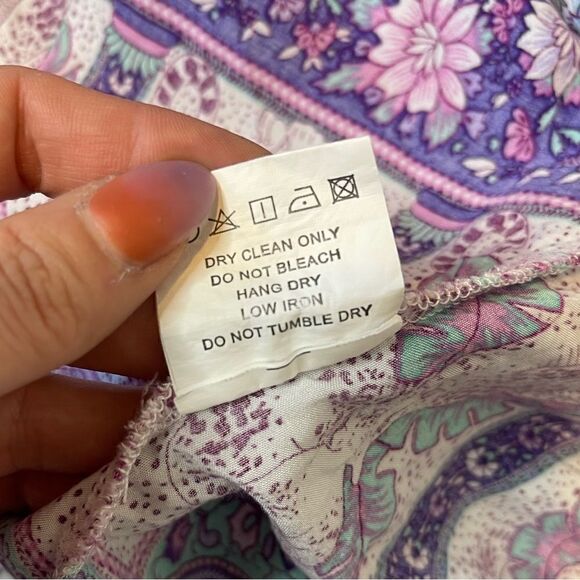 DRY CLEAN ONLY
DO NOT BLEACH
HANG DRY
LOW IRON
DO NOT TUMBLE DRY